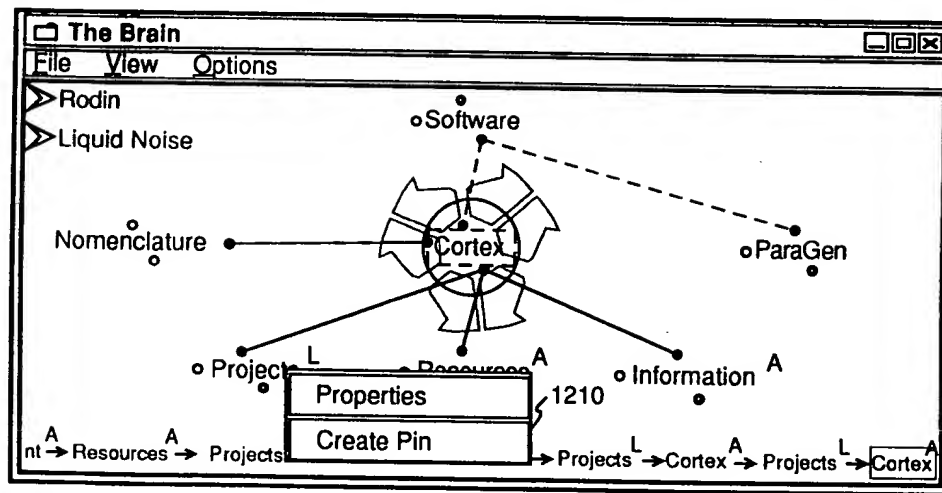 The Brain
File View Options
Rodin
Liquid Noise
Software
Nomenclature
Cortex
ParaGen
Projects L
Resources A
Information A
Properties
1210
Create Pin
nt A → Resources A → Projects → Projects L → Cortex A → Projects L → Cortex A